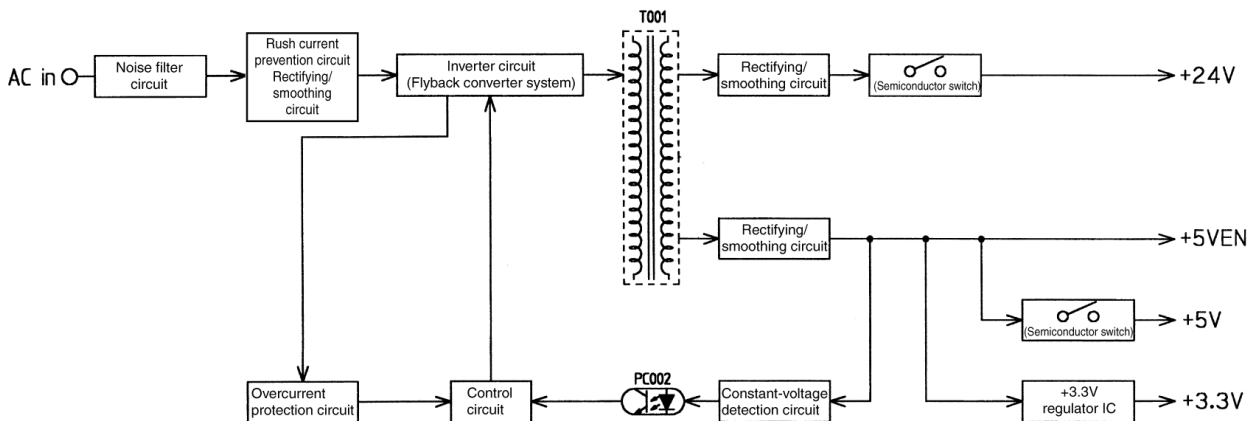 T001
AC in
Noise filter
circuit
Rush current
prevention circuit
Rectifying/
smoothing
circuit
Inverter circuit
(Flyback converter system)
Rectifying/
smoothing circuit
(Semiconductor switch)
+24V
Rectifying/
smoothing circuit
+5VEN
(Semiconductor switch)
+5V
Overcurrent
protection circuit
Control
circuit
PC002
Constant-voltage
detection circuit
+3.3V
regulator IC
+3.3V